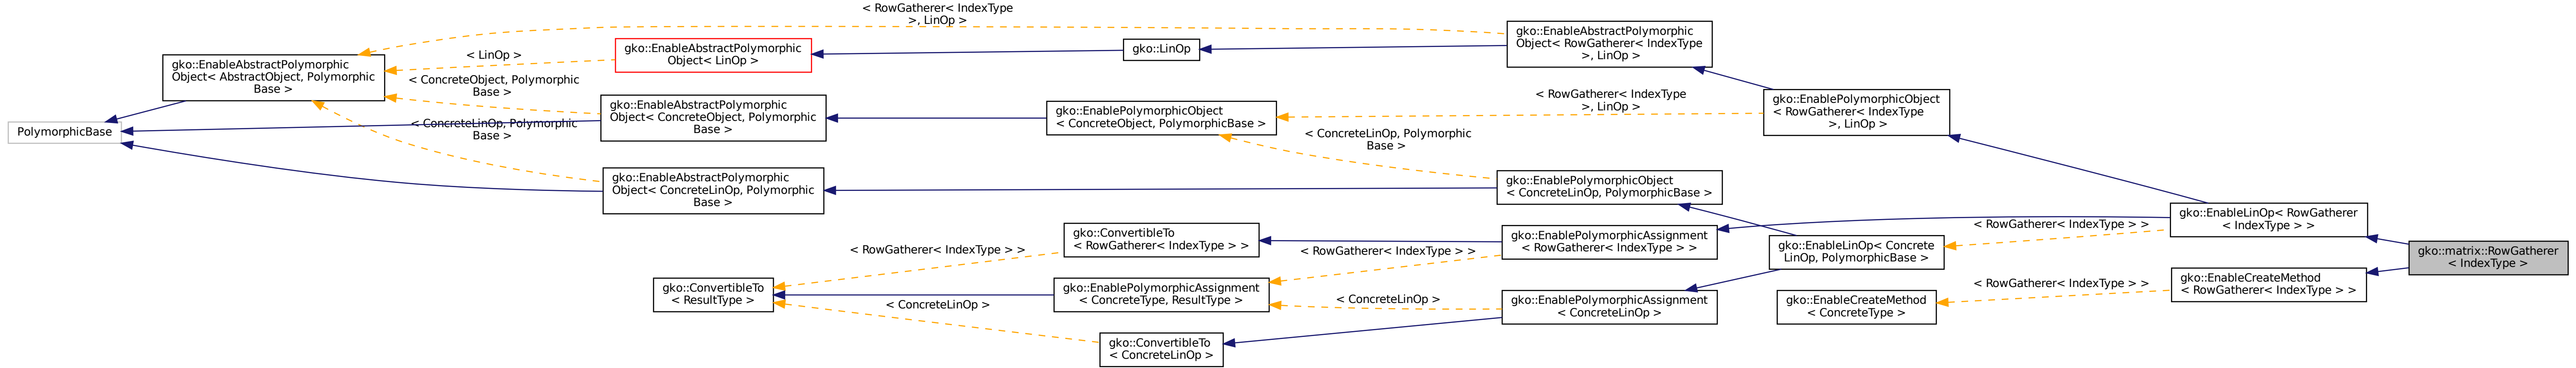 < RowGatherer< IndexType
>, LinOp >
gko::EnableAbstractPolymorphic
Object< RowGatherer< IndexType
>, LinOp >
gko::EnableAbstractPolymorphic
Object< LinOp >
gko::LinOp
< LinOp >
gko::EnableAbstractPolymorphic
Object< AbstractObject, Polymorphic
Base >
< ConcreteObject, Polymorphic
Base >
gko::EnableAbstractPolymorphic
Object< ConcreteObject, Polymorphic
Base >
gko::EnablePolymorphicObject
< ConcreteObject, PolymorphicBase >
< RowGatherer< IndexType
>, LinOp >
gko::EnablePolymorphicObject
< RowGatherer< IndexType
>, LinOp >
PolymorphicBase
< ConcreteLinOp, Polymorphic
Base >
< ConcreteLinOp, Polymorphic
Base >
gko::EnableAbstractPolymorphic
Object< ConcreteLinOp, Polymorphic
Base >
gko::EnablePolymorphicObject
< ConcreteLinOp, PolymorphicBase >
gko::EnableLinOp< RowGatherer
< IndexType > >
< RowGatherer< IndexType > >
gko::ConvertibleTo
< RowGatherer< IndexType > >
gko::EnablePolymorphicAssignment
< RowGatherer< IndexType > >
gko::EnableLinOp< Concrete
LinOp, PolymorphicBase >
< RowGatherer< IndexType > >
< RowGatherer< IndexType > >
gko::matrix::RowGatherer
< IndexType >
gko::ConvertibleTo
< ResultType >
gko::EnablePolymorphicAssignment
< ConcreteType, ResultType >
< ConcreteLinOp >
< ConcreteLinOp >
gko::EnablePolymorphicAssignment
< ConcreteLinOp >
gko::EnableCreateMethod
< ConcreteType >
< RowGatherer< IndexType > >
gko::EnableCreateMethod
< RowGatherer< IndexType > >
gko::ConvertibleTo
< ConcreteLinOp >